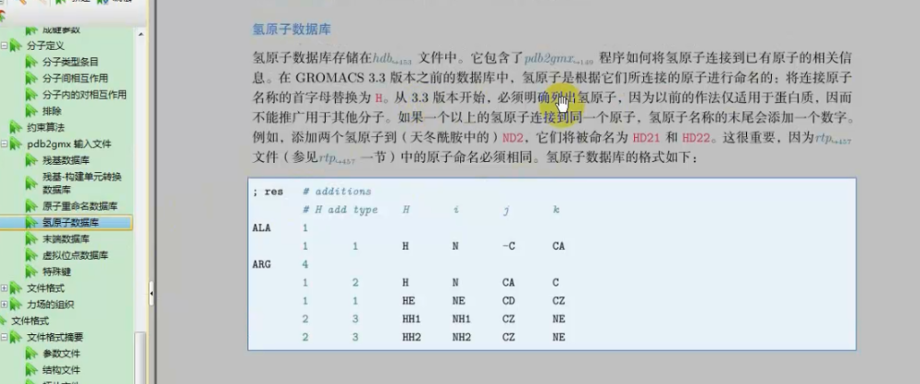 分子定义
分子类型条目
分子间相互作用
分子内的对相互作用
排除
约束算法
pdb2gmx 输入文件
残基数据库
残基-构建单元转换
数据库
原子重命名数据库
氢原子数据库
末端数据库
虚拟位点数据库
特殊键
文件格式
力场的组织
文件格式
文件格式摘要
参数文件
结构文件
氢原子数据库
氢原子数据库存储在hdb 文件中。它包含了pdb2gmx 程序如何将氢原子连接到已有原子的相关信
息。在 GROMACS 3.3 版本之前的数据库中，氢原子是根据它们所连接的原子进行命名的：将连接原子
名称的首字母替换为 H。从 3.3 版本开始，必须明确列出氢原子，因为以前的作法仅适用于蛋白质，因而
不能推广用于其他分子。如果一个以上的氢原子连接到同一个原子，氢原子名称的末尾会添加一个数字。
例如，添加两个氢原子到（天冬酰胺中的）ND2，它们将被命名为 HD21 和 HD22。这很重要，因为rtp→457
文件（参见rtp→457 一节）中的原子命名必须相同。氢原子数据库的格式如下：
; res # additions
# H add type H i j k
ALA 1
1 1 H N -C CA
ARG 4
1 2 H N CA C
1 1 HE NE CD CZ
2 3 HH1 NH1 CZ NE
2 3 HH2 NH2 CZ NE